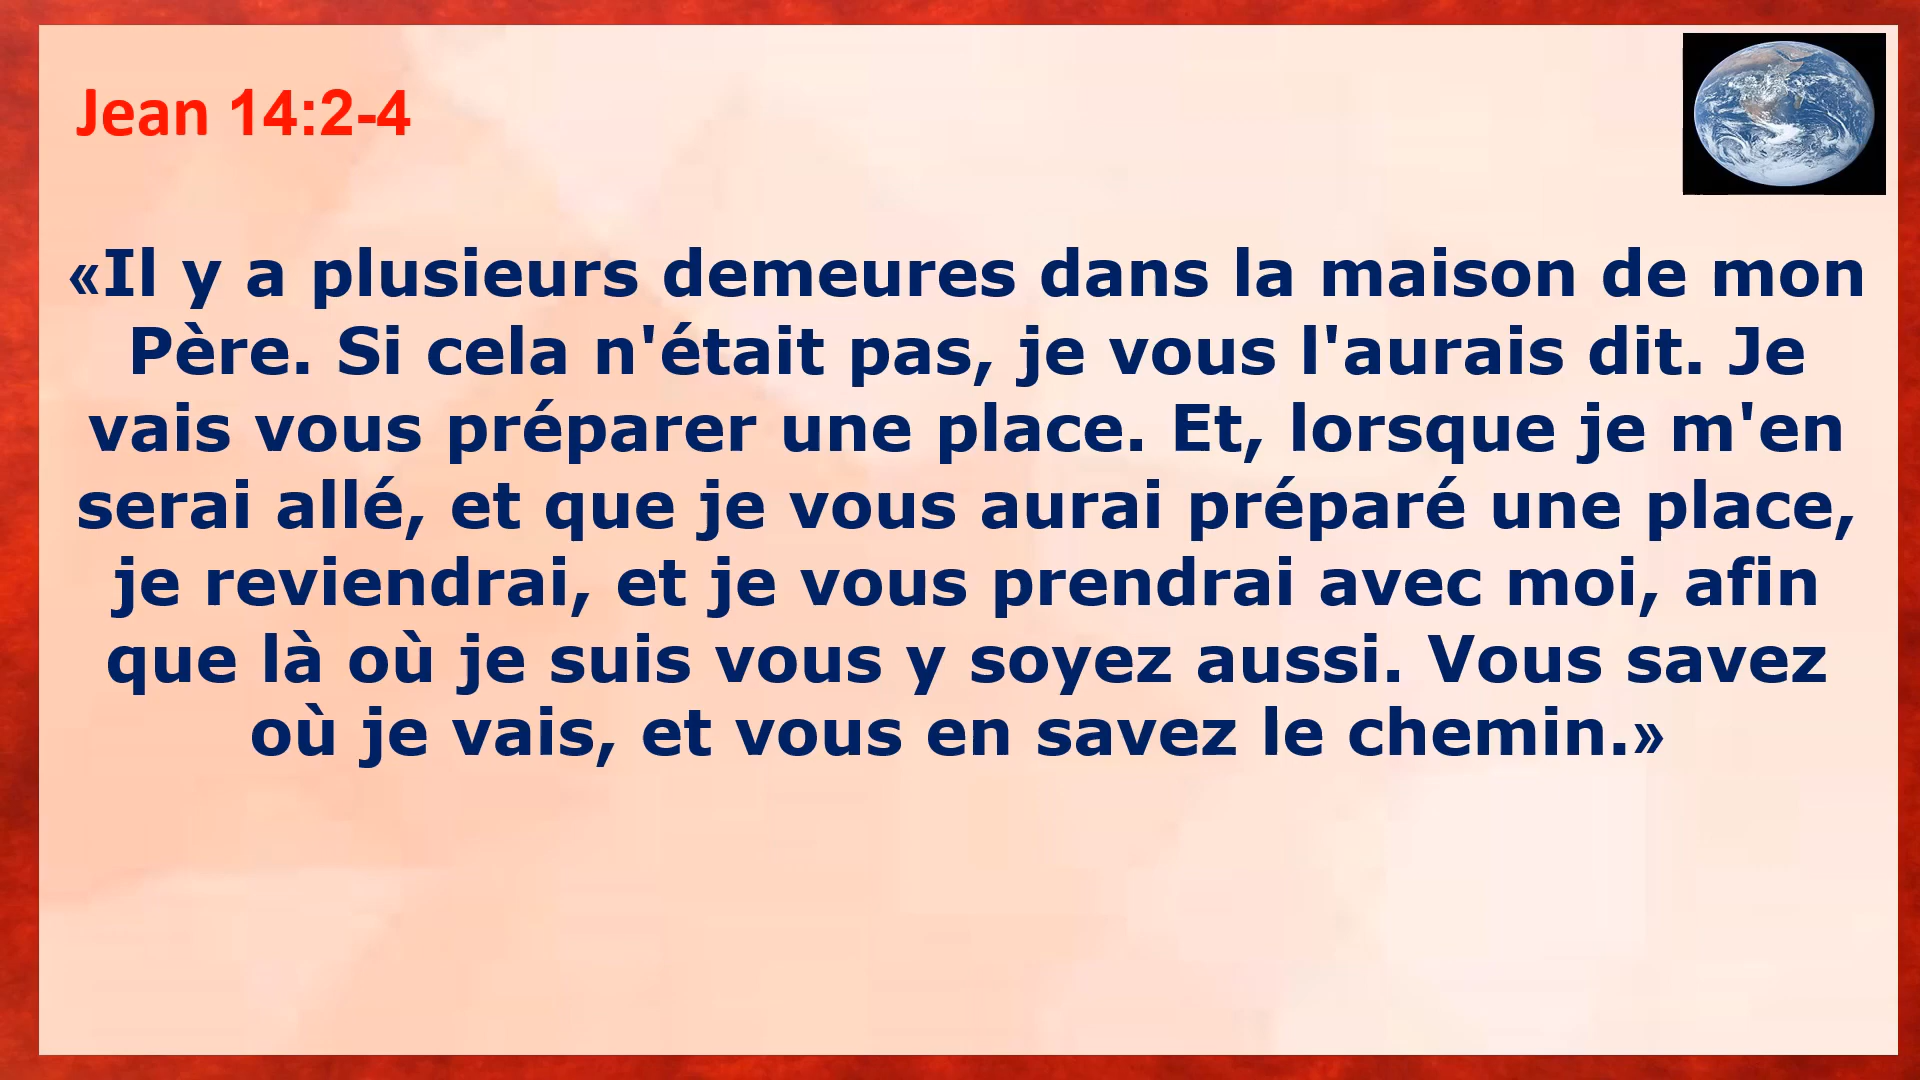 Jean 14:2-4
«Il y a plusieurs demeures dans la maison de mon
Père. Si cela n'était pas, je vous l'aurais dit. Je
vais vous préparer une place. Et, lorsque je m'en
serai allé, et que je vous aurai préparé une place,
je reviendrai, et je vous prendrai avec moi, afin
que là où je suis vous y soyez aussi. Vous savez
où je vais, et vous en savez le chemin.»